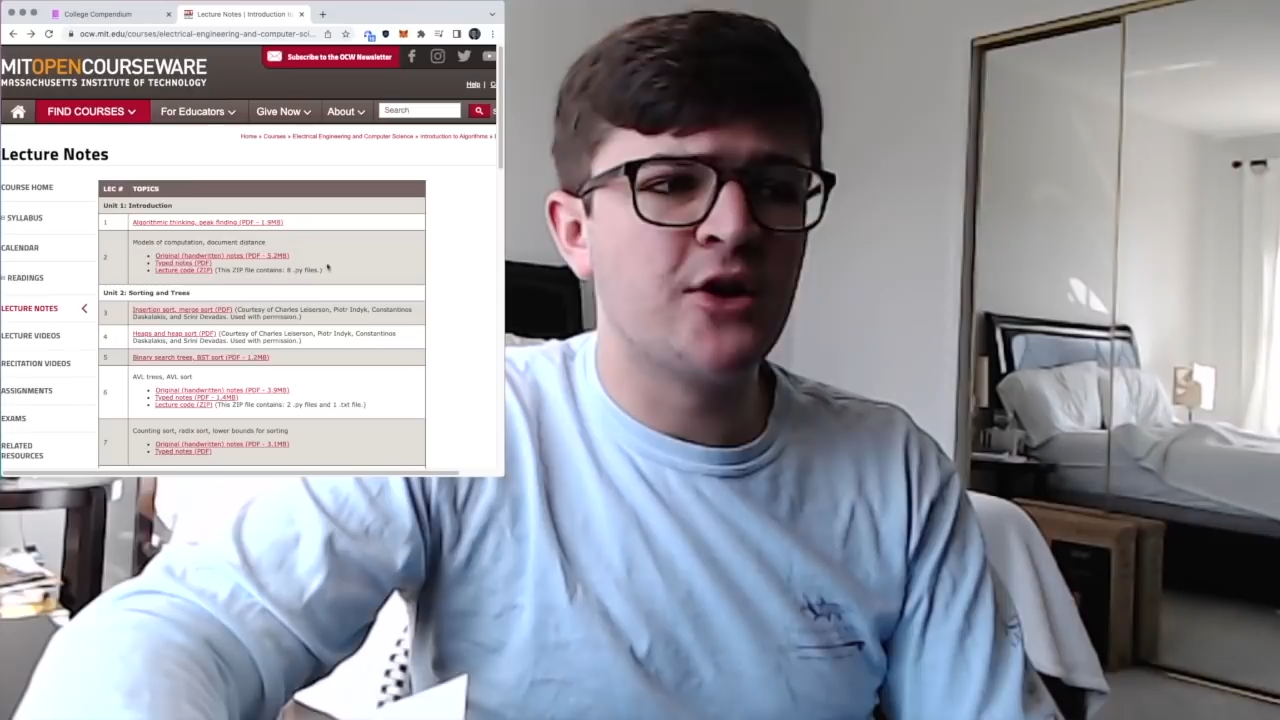 College Compendium
Lecture Notes | Introduction to
ocw.mit.edu/courses/electrical-engineering-and-computer-sci...
Subscribe to the OCW Newsletter
MITOPENCOURSEWARE
MASSACHUSETTS INSTITUTE OF TECHNOLOGY
Help |
FIND COURSES
For Educators
Give Now
About
Search
Home » Courses » Electrical Engineering and Computer Science » Introduction to Algorithms »
Lecture Notes
COURSE HOME
SYLLABUS
CALENDAR
READINGS
LECTURE NOTES
LECTURE VIDEOS
RECITATION VIDEOS
ASSIGNMENTS
EXAMS
RELATED
RESOURCES
LEC # TOPICS
Unit 1: Introduction
1 Algorithmic thinking, peak finding (PDF - 1.9MB)
Models of computation, document distance
2
• Original (handwritten) notes (PDF - 5.2MB)
• Typed notes (PDF)
• Lecture code (ZIP) (This ZIP file contains: 8 .py files.)
Unit 2: Sorting and Trees
3 Insertion sort, merge sort (PDF) (Courtesy of Charles Leiserson, Piotr Indyk, Constantinos
Daskalakis, and Srini Devadas. Used with permission.)
4 Heaps and heap sort (PDF) (Courtesy of Charles Leiserson, Piotr Indyk, Constantinos
Daskalakis, and Srini Devadas. Used with permission.)
5 Binary search trees, BST sort (PDF - 1.2MB)
AVL trees, AVL sort
6
• Original (handwritten) notes (PDF - 3.9MB)
• Typed notes (PDF - 1.4MB)
• Lecture code (ZIP) (This ZIP file contains: 2 .py files and 1 .txt file.)
Counting sort, radix sort, lower bounds for sorting
7
• Original (handwritten) notes (PDF - 3.1MB)
• Typed notes (PDF)